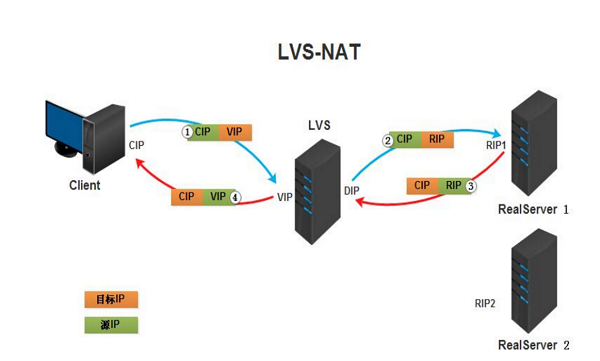 LVS-NAT
LVS
① CIP VIP
② CIP RIP
CIP
RIP1
Client
CIP VIP ④
VIP
DIP
CIP RIP ③
RealServer 1
目标IP
源IP
RIP2
RealServer 2